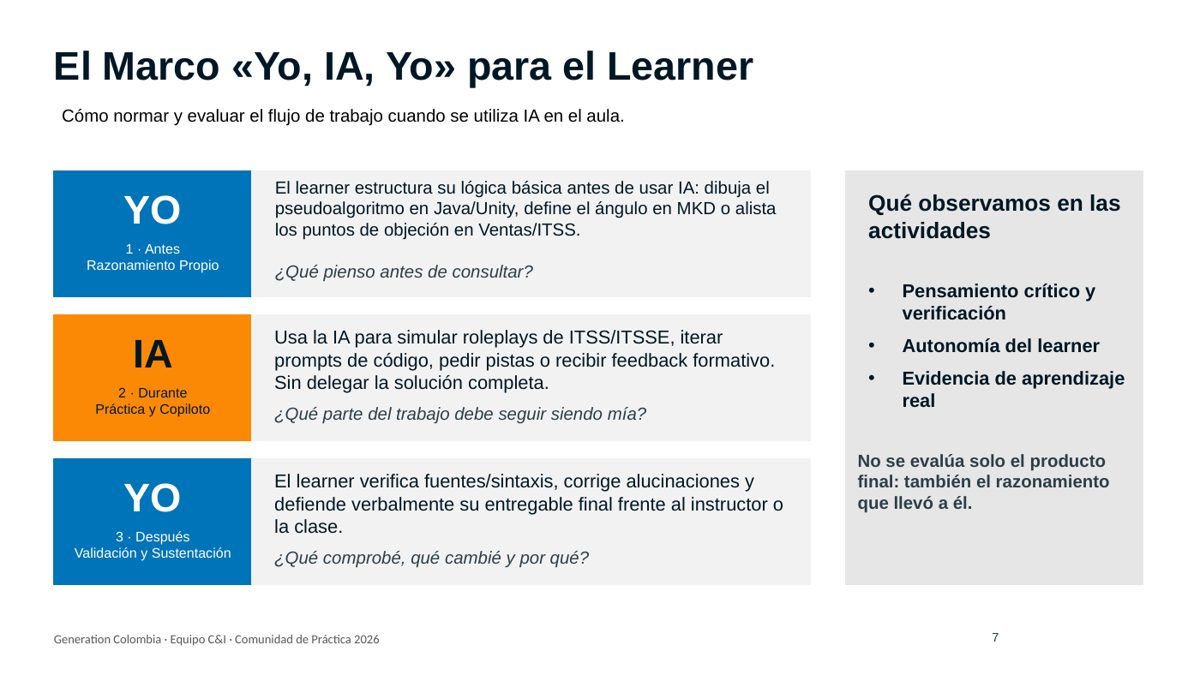 El Marco «Yo, IA, Yo» para el Learner
Cómo normar y evaluar el flujo de trabajo cuando se utiliza IA en el aula.
YO
1 · Antes
Razonamiento Propio
El learner estructura su lógica básica antes de usar IA: dibuja el
pseudoalgoritmo en Java/Unity, define el ángulo en MKD o alista
los puntos de objeción en Ventas/ITSS.
¿Qué pienso antes de consultar?
IA
2 · Durante
Práctica y Copiloto
Usa la IA para simular roleplays de ITSS/ITSSE, iterar
prompts de código, pedir pistas o recibir feedback formativo.
Sin delegar la solución completa.
¿Qué parte del trabajo debe seguir siendo mía?
YO
3 · Después
Validación y Sustentación
El learner verifica fuentes/sintaxis, corrige alucinaciones y
defiende verbalmente su entregable final frente al instructor o
la clase.
¿Qué comprobé, qué cambié y por qué?
Qué observamos en las
actividades
• Pensamiento crítico y
verificación
• Autonomía del learner
• Evidencia de aprendizaje
real
No se evalúa solo el producto
final: también el razonamiento
que llevó a él.
Generation Colombia · Equipo C&I · Comunidad de Práctica 2026
7